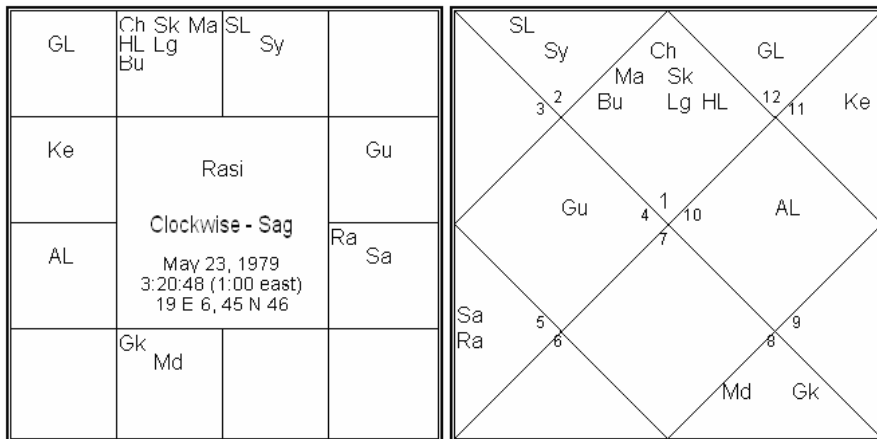 GL
Ch Sk Ma
HL Lg
Bu
SL
Sy
Ke
Rasi
Gu
Clockwise - Sag
AL
May 23, 1979
3:20:48 (1:00 east)
19 E 6, 45 N 46
Ra
Sa
Gk
Md
SL
Sy
Ch
GL
Ma
Sk
Bu
Lg HL
3
2
12
11
Ke
Gu
4
1
10
7
AL
Sa
Ra
5
6
9
8
Md
Gk